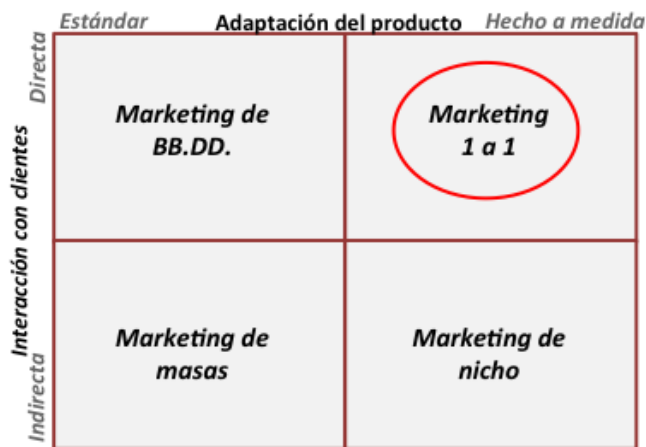 Estándar Adaptación del producto Hecho a medida
Directa
Interacción con clientes
Indirecta
Marketing de
BB.DD.
Marketing
1 a 1
Marketing de
masas
Marketing de
nicho